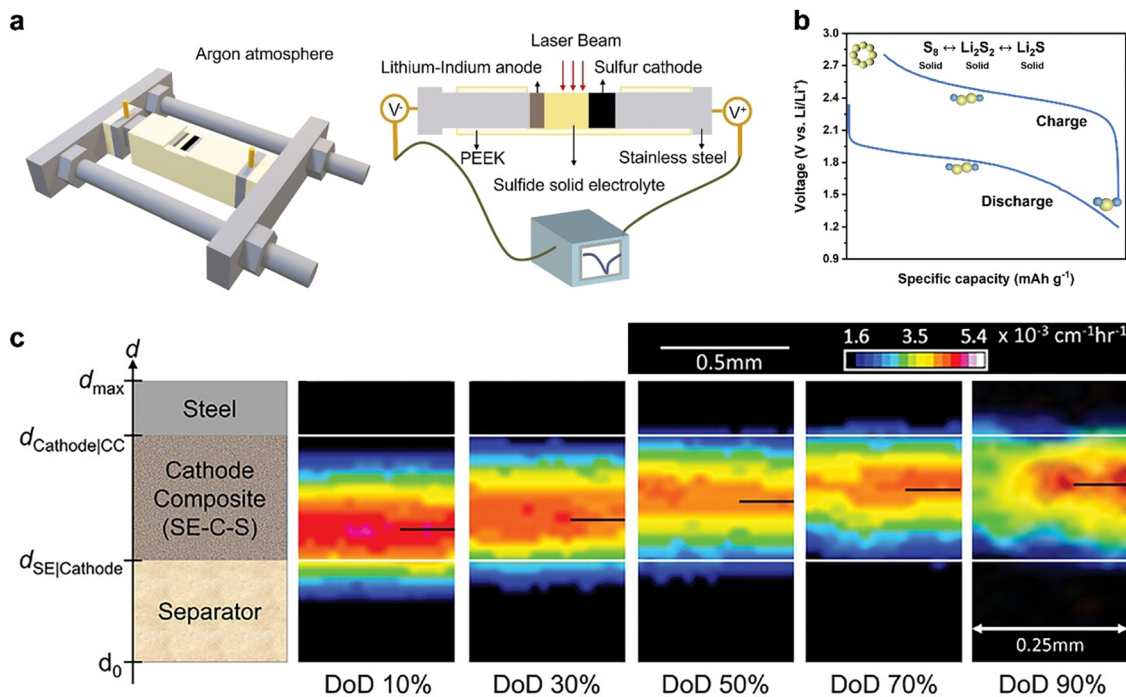 a
Argon atmosphere
Laser Beam
Lithium-Indium anode
Sulfur cathode
V-
V+
PEEK
Stainless steel
Sulfide solid electrolyte
b
Voltage (V vs. Li/Li⁺)
3.0
2.7
2.4
2.1
1.8
1.5
1.2
0.9
S₈ ↔ Li₂S₂ ↔ Li₂S
Solid Solid Solid
Charge
Discharge
Specific capacity (mAh g⁻¹)
c
1.6 3.5 5.4 x 10⁻³ cm⁻¹hr⁻¹
0.5mm
d
d_max
d_Cathode|CC
d_SE|Cathode
d₀
Steel
Cathode
Composite
(SE-C-S)
Separator
0.25mm
DoD 10%
DoD 30%
DoD 50%
DoD 70%
DoD 90%